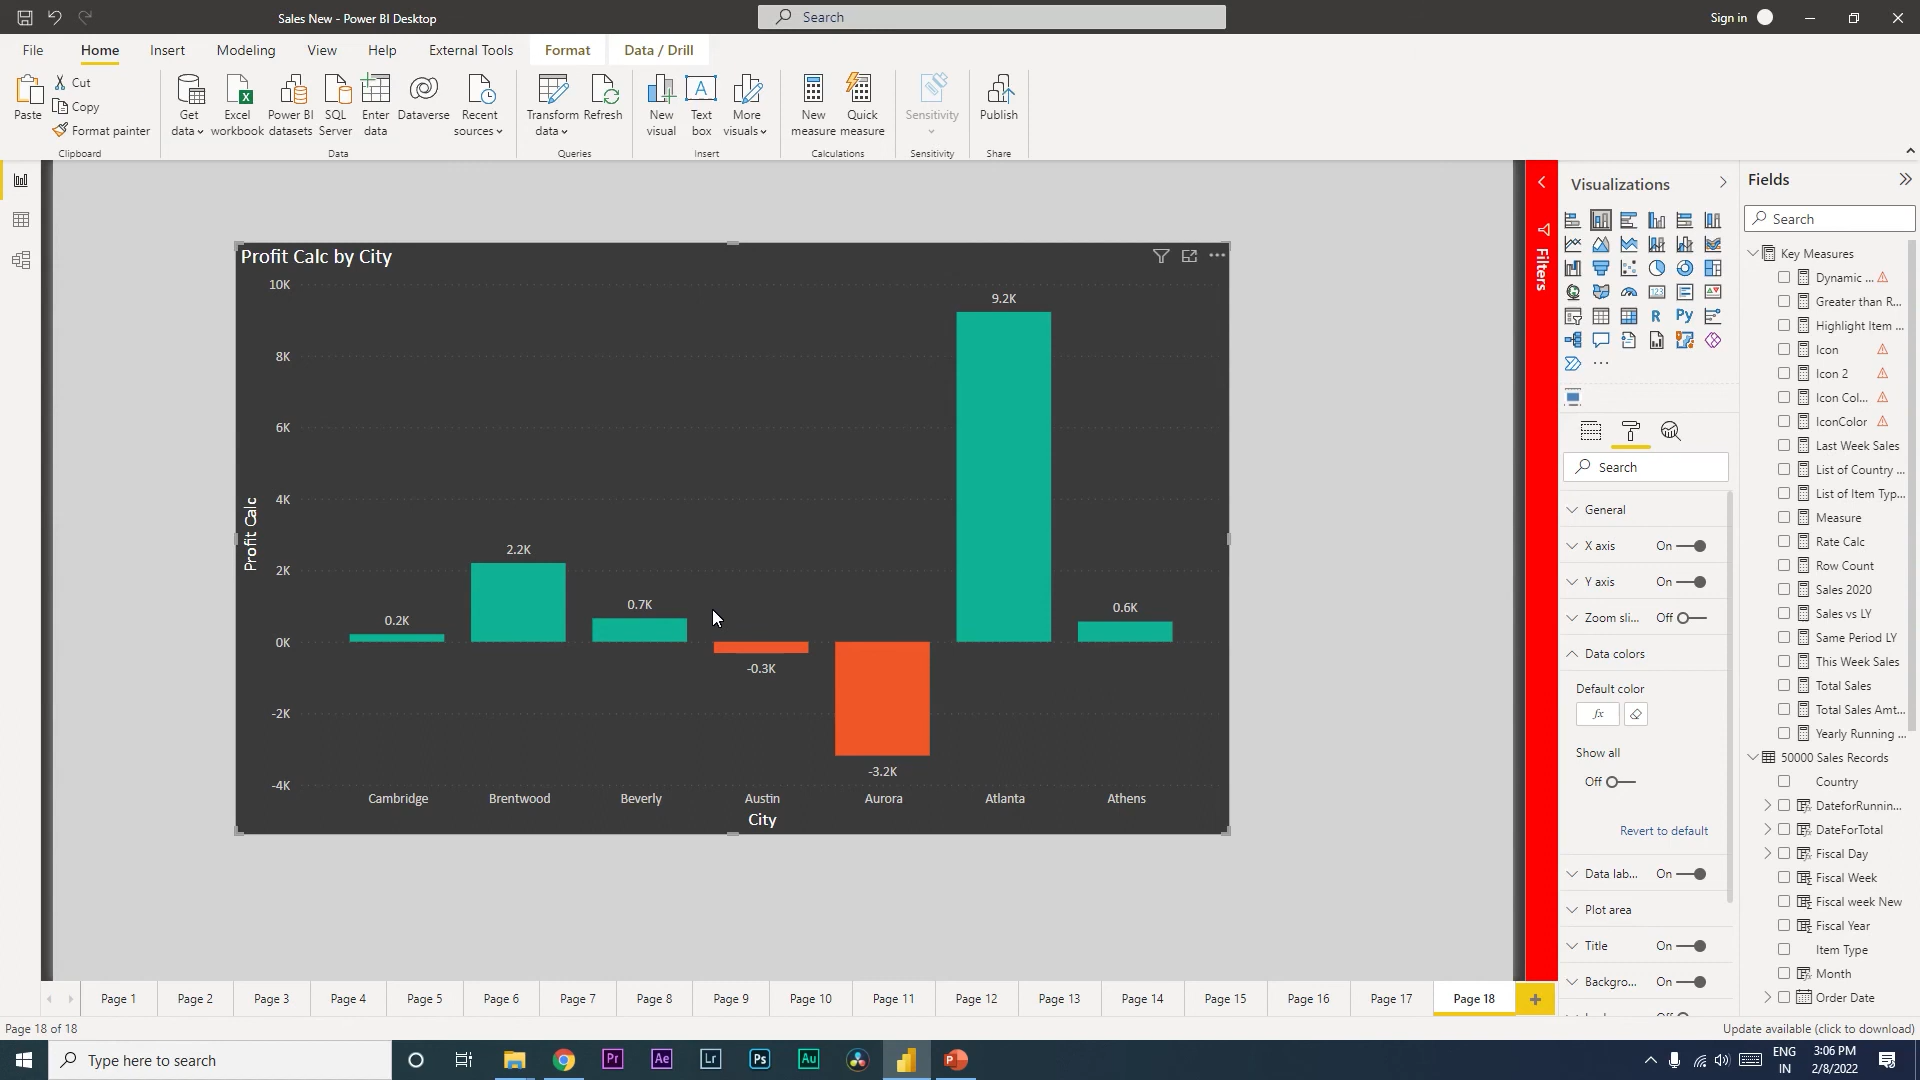 Sales New - Power BI Desktop
Search
Sign in
File
Home
Insert
Modeling
View
Help
External Tools
Format
Data / Drill
Paste
Cut
Copy
Format painter
Clipboard
Get data
Excel workbook
Power BI datasets
SQL Server
Enter data
Dataverse
Recent sources
Data
Transform data
Refresh
Queries
New visual
Text box
More visuals
Insert
New measure
Quick measure
Calculations
Sensitivity
Sensitivity
Publish
Share
Profit Calc by City
10K
8K
6K
4K
2K
0K
-2K
-4K
Profit Calc
0.2K
2.2K
0.7K
-0.3K
-3.2K
9.2K
0.6K
Cambridge
Brentwood
Beverly
Austin
Aurora
Atlanta
Athens
City
Filters
Visualizations
123
R
Py
Search
General
X axis On
Y axis On
Zoom sli... Off
Data colors
Default color
fx
Show all
Off
Revert to default
Data lab... On
Plot area
Title On
Backgro... On
Fields
Search
Key Measures
Dynamic ...
Greater than R...
Highlight Item ...
Icon
Icon 2
Icon Col...
IconColor
Last Week Sales
List of Country ...
List of Item Typ...
Measure
Rate Calc
Row Count
Sales 2020
Sales vs LY
Same Period LY
This Week Sales
Total Sales
Total Sales Amt...
Yearly Running ...
50000 Sales Records
Country
DateforRunnin...
DateForTotal
Fiscal Day
Fiscal Week
Fiscal week New
Fiscal Year
Item Type
Month
Order Date
Page 1
Page 2
Page 3
Page 4
Page 5
Page 6
Page 7
Page 8
Page 9
Page 10
Page 11
Page 12
Page 13
Page 14
Page 15
Page 16
Page 17
Page 18
Page 18 of 18
Update available (click to download)
Type here to search
Pr
Ae
Lr
Ps
Au
ENG
IN
3:06 PM
2/8/2022